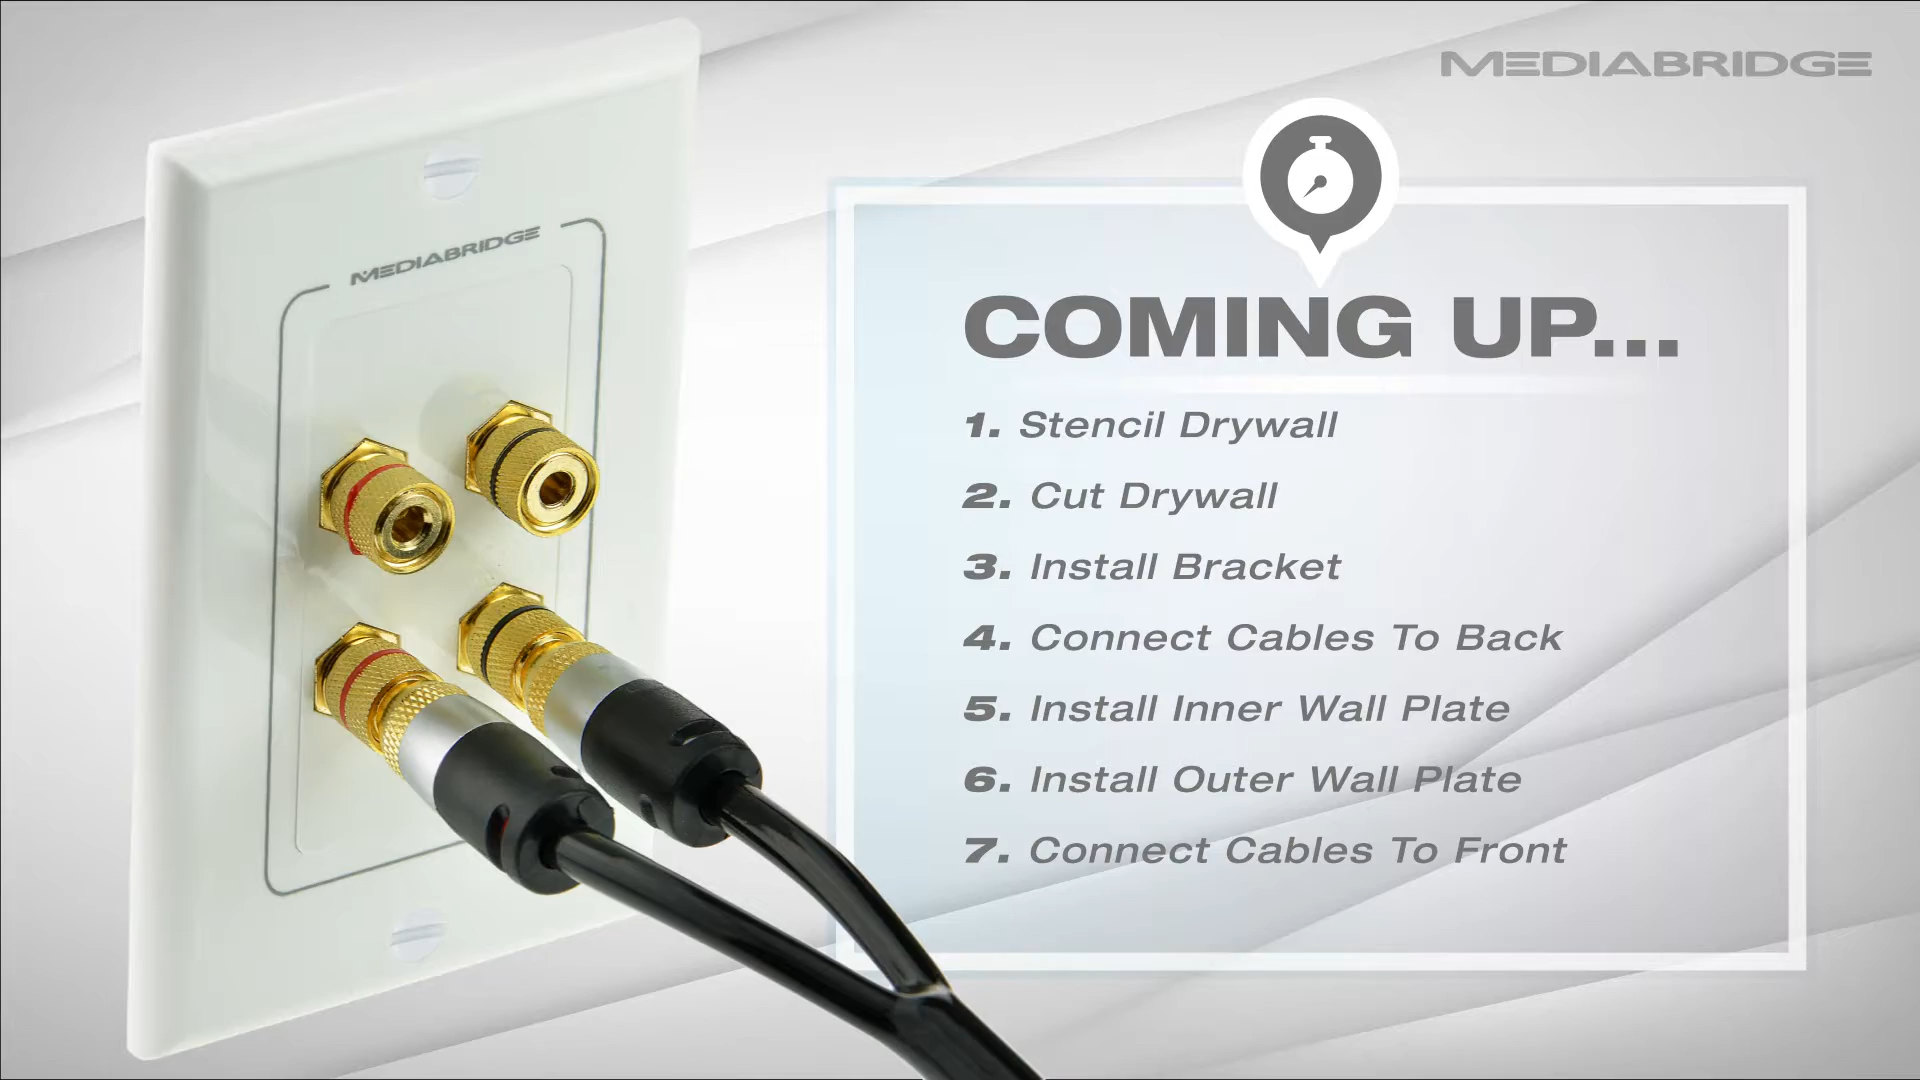 MEDIABRIDGE
MEDIABRIDGE
COMING UP...
1. Stencil Drywall
2. Cut Drywall
3. Install Bracket
4. Connect Cables To Back
5. Install Inner Wall Plate
6. Install Outer Wall Plate
7. Connect Cables To Front